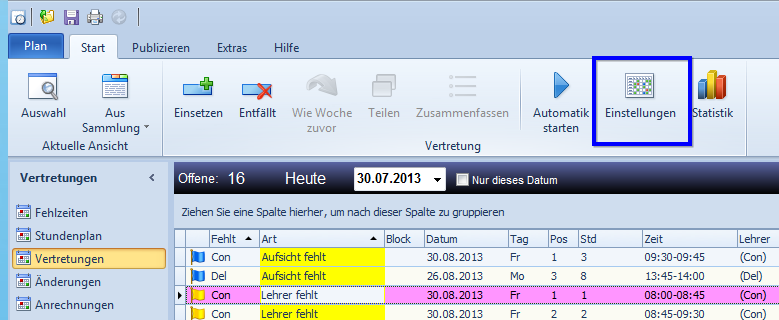 Plan Start Publizieren Extras Hilfe
Auswahl Aus Sammlung Einsetzen Entfällt Wie Woche zuvor Teilen Zusammenfassen Automatik starten Einstellungen Statistik
Aktuelle Ansicht Vertretung
Vertretungen
Fehlzeiten
Stundenplan
Vertretungen
Änderungen
Anrechnungen
Offene: 16 Heute 30.07.2013 Nur dieses Datum
Ziehen Sie eine Spalte hierher, um nach dieser Spalte zu gruppieren
Fehlt Art Block Datum Tag Pos Std Zeit Lehrer
Con Aufsicht fehlt 30.08.2013 Fr 1 3 09:30-09:45 (Con)
Del Aufsicht fehlt 26.08.2013 Mo 3 8 13:45-14:00 (Del)
Con Lehrer fehlt 30.08.2013 Fr 1 1 08:00-08:45 (Con)
Con Lehrer fehlt 30.08.2013 Fr 2 2 08:45-09:30 (Con)